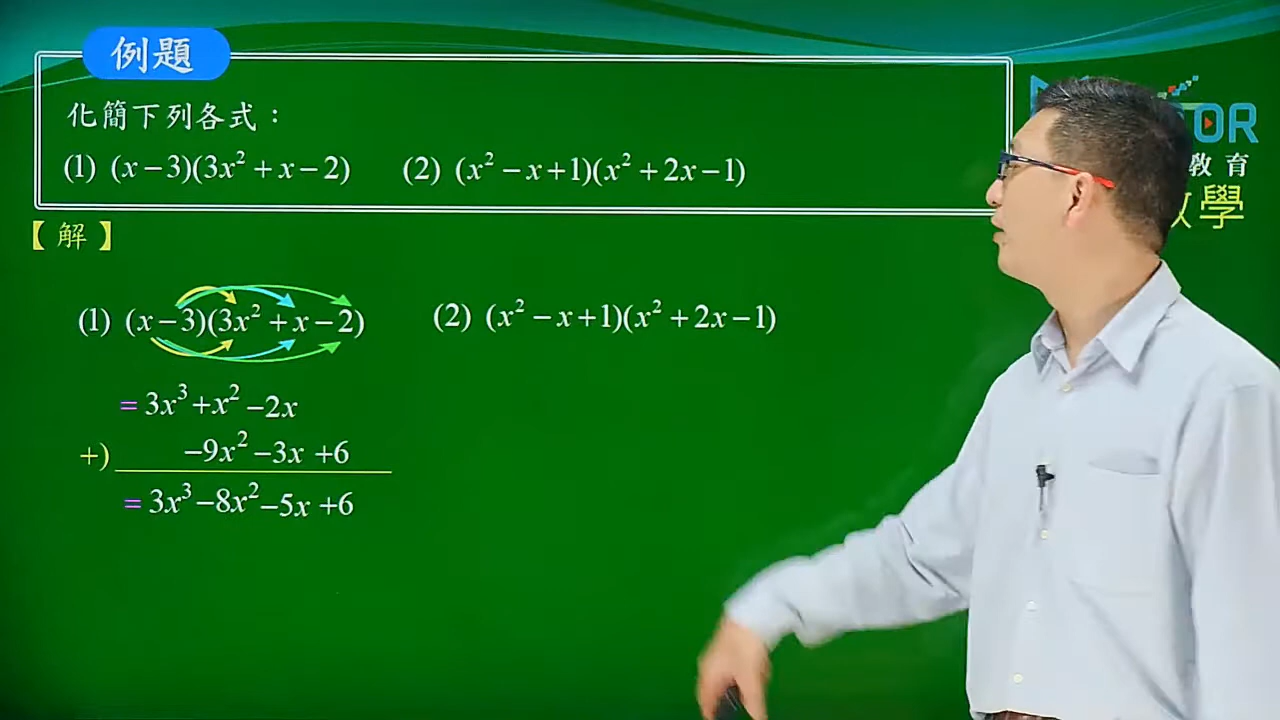 例題
化簡下列各式：
(1) (x−3)(3x²+x−2) (2) (x²−x+1)(x²+2x−1)
OR
教育
數學
【解】
(1) (x−3)(3x²+x−2) (2) (x²−x+1)(x²+2x−1)
=3x³+x²−2x
+) −9x²−3x+6
=3x³−8x²−5x+6